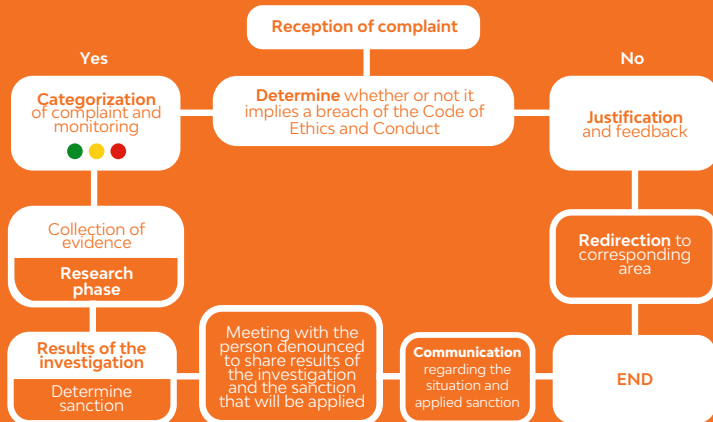 Reception of complaint
Yes
No
Categorization
of complaint and
monitoring
Determine whether or not it
implies a breach of the Code of
Ethics and Conduct
Justification
and feedback
Collection of
evidence
Research
phase
Redirection to
corresponding
area
Results of the
investigation
Determine
sanction
Meeting with the
person denounced
to share results of
the investigation
and the sanction
that will be applied
Communication
regarding the
situation and
applied sanction
END